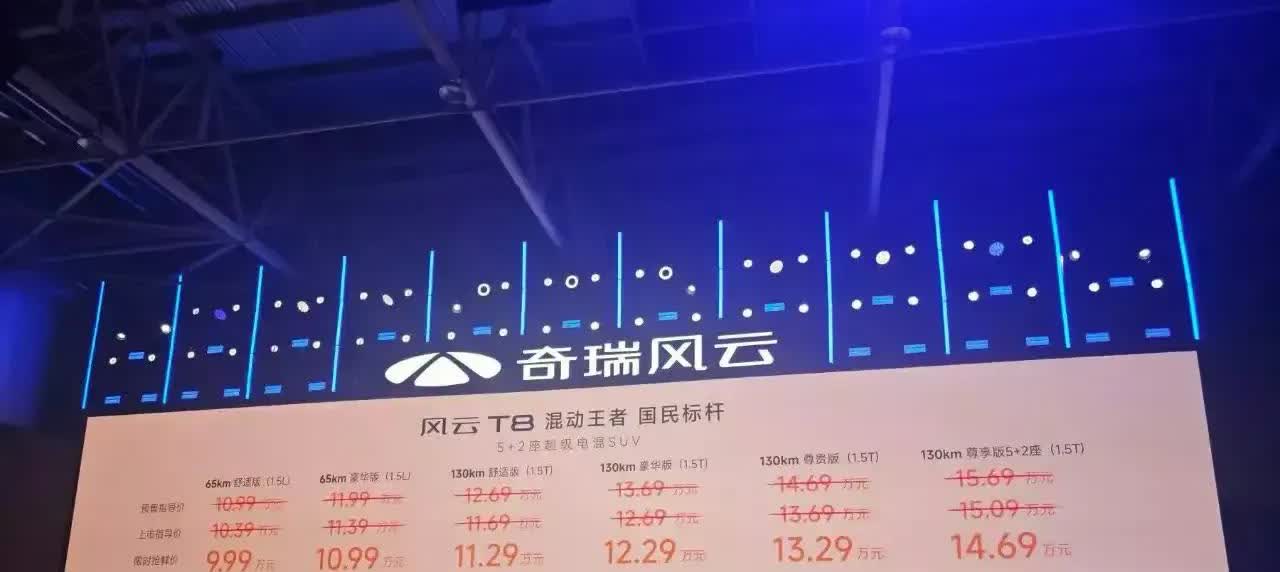 奇瑞风云
风云 T8 混动王者 国民标杆
5+2座超级电混SUV
65km 舒适版 (1.5L) 65km 豪华版 (1.5L) 130km 舒适版 (1.5T) 130km 豪华版 (1.5T) 130km 尊贵版 (1.5T) 130km 尊享版5+2座 (1.5T)
预售指导价 10.99 万元 11.99 万元 12.69 万元 13.69 万元 14.69 万元 15.69 万元
上市指导价 10.39 万元 11.39 万元 11.69 万元 12.69 万元 13.69 万元 15.09 万元
限时抢鲜价 9.99 万元 10.99 万元 11.29 万元 12.29 万元 13.29 万元 14.69 万元